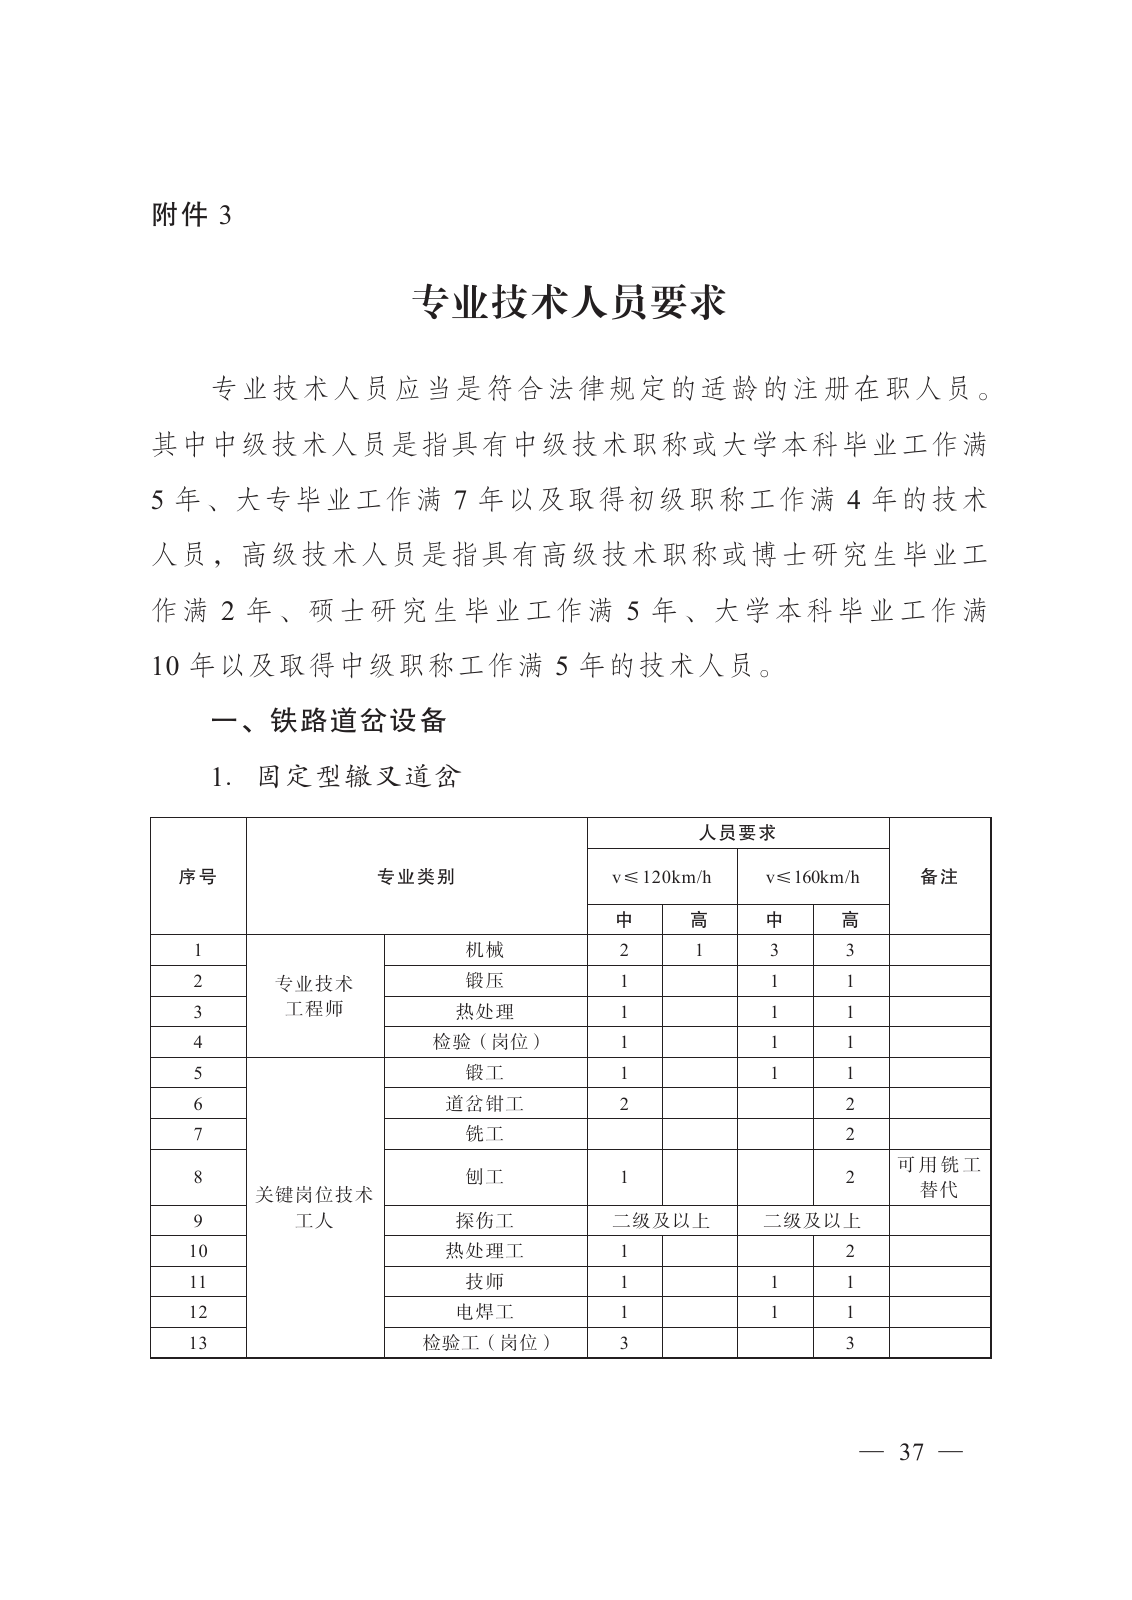 附件 3
专业技术人员要求
专业技术人员应当是符合法律规定的适龄的注册在职人员。
其中中级技术人员是指具有中级技术职称或大学本科毕业工作满
5 年、大专毕业工作满 7 年以及取得初级职称工作满 4 年的技术
人员，高级技术人员是指具有高级技术职称或博士研究生毕业工
作满 2 年、硕士研究生毕业工作满 5 年、大学本科毕业工作满
10 年以及取得中级职称工作满 5 年的技术人员。
一、铁路道岔设备
1. 固定型辙叉道岔
序号 专业类别 人员要求 备注
v≤120km/h v≤160km/h
中 高 中 高
1 专业技术工程师 机械 2 1 3 3
2 锻压 1 1 1
3 热处理 1 1 1
4 检验（岗位） 1 1 1
5 关键岗位技术工人 锻工 1 1 1
6 道岔钳工 2 2
7 铣工 2
8 刨工 1 2 可用铣工替代
9 探伤工 二级及以上 二级及以上
10 热处理工 1 2
11 技师 1 1 1
12 电焊工 1 1 1
13 检验工（岗位） 3 3
— 37 —